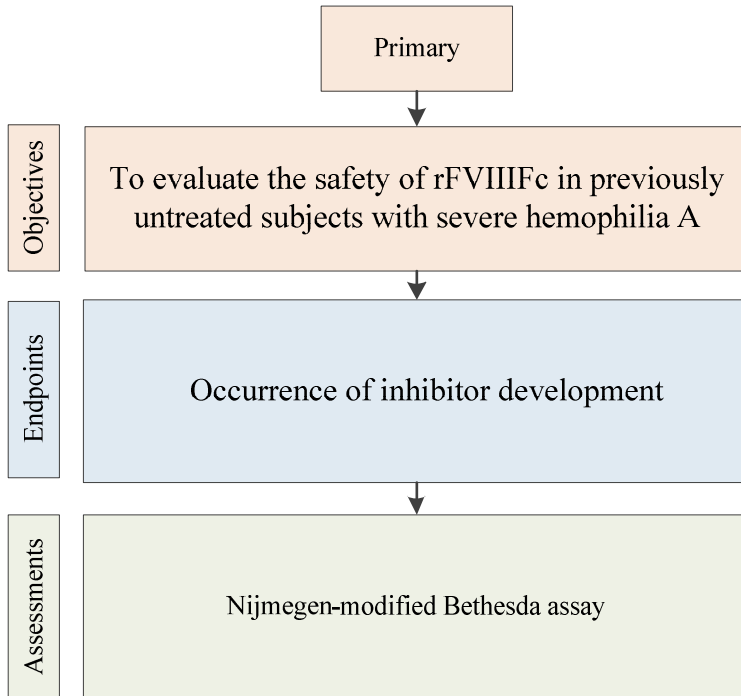 Primary
Objectives
To evaluate the safety of rFVIIIFc in previously
untreated subjects with severe hemophilia A
Endpoints
Occurrence of inhibitor development
Assessments
Nijmegen-modified Bethesda assay